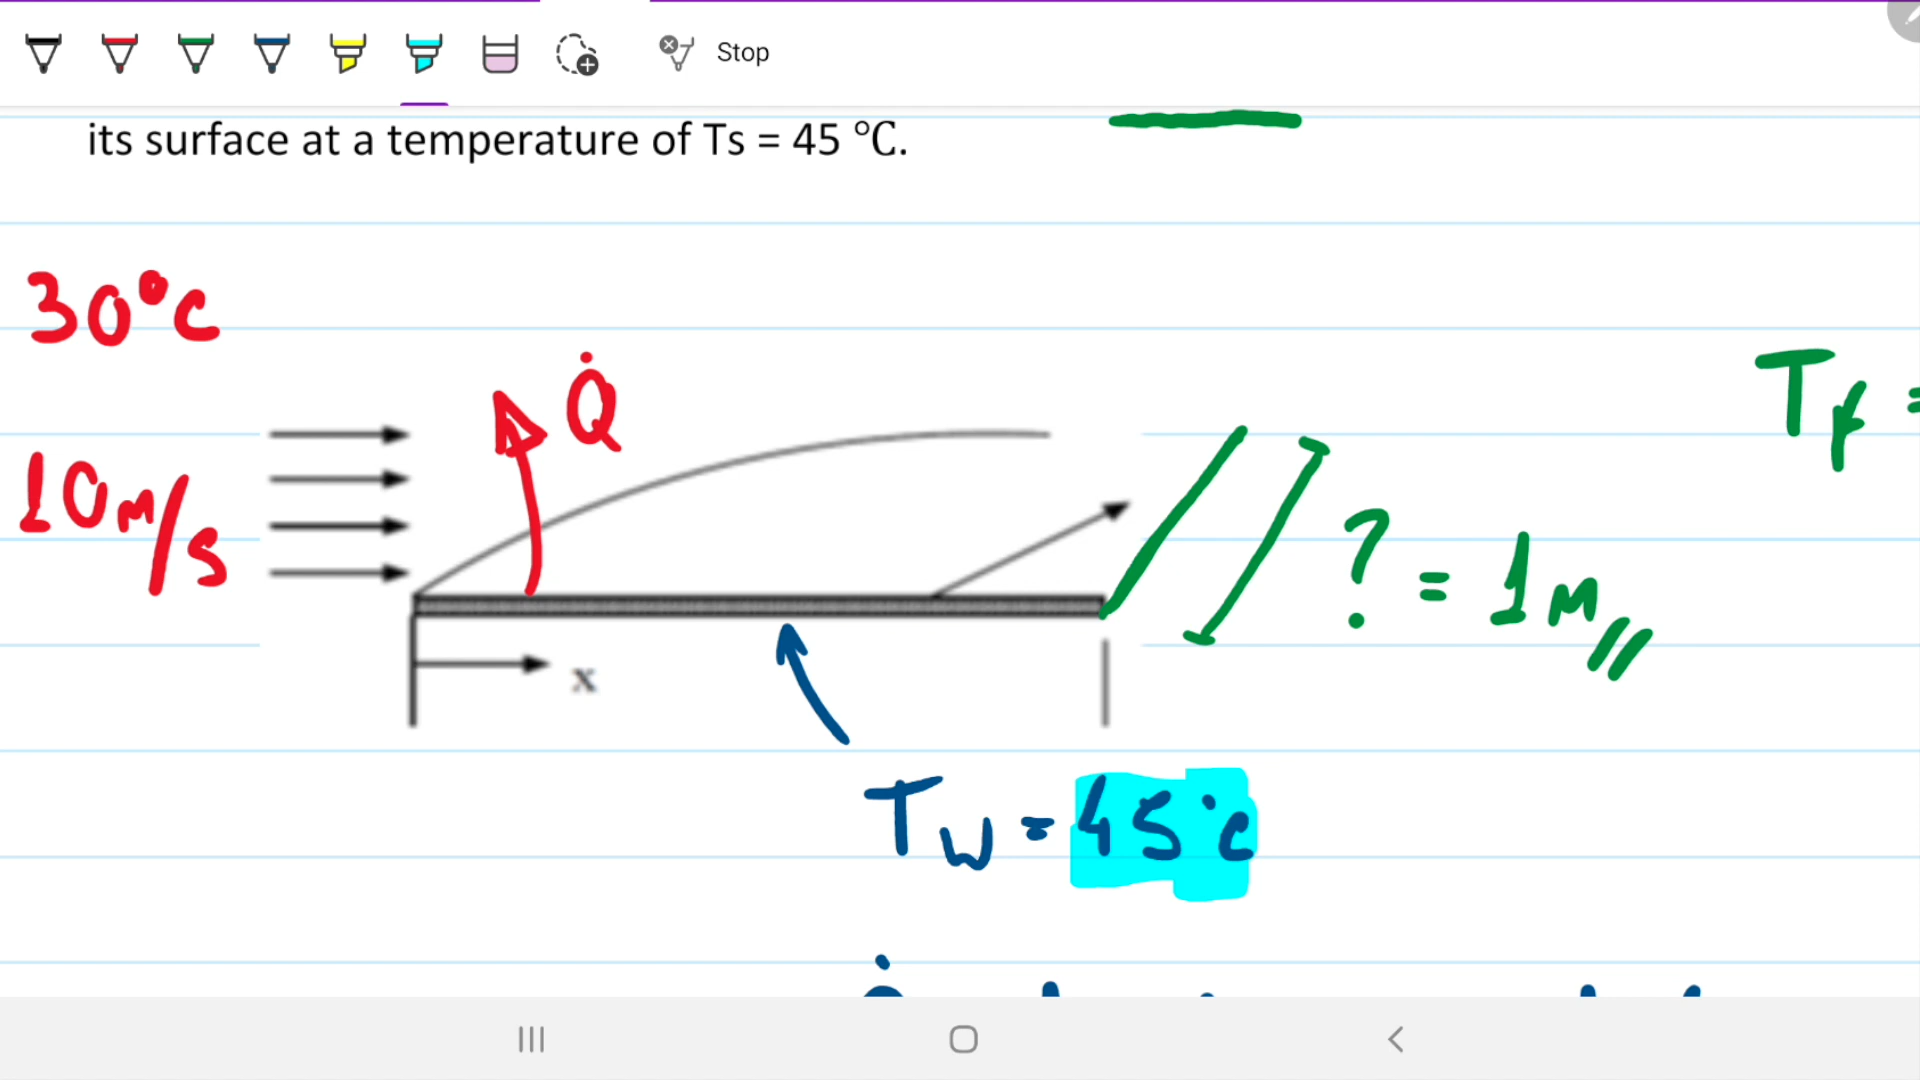 Stop
its surface at a temperature of Ts = 45 °C.
30°C
Q̇
10m/s
Tf =
? = 1m
x
Tw = 45°C